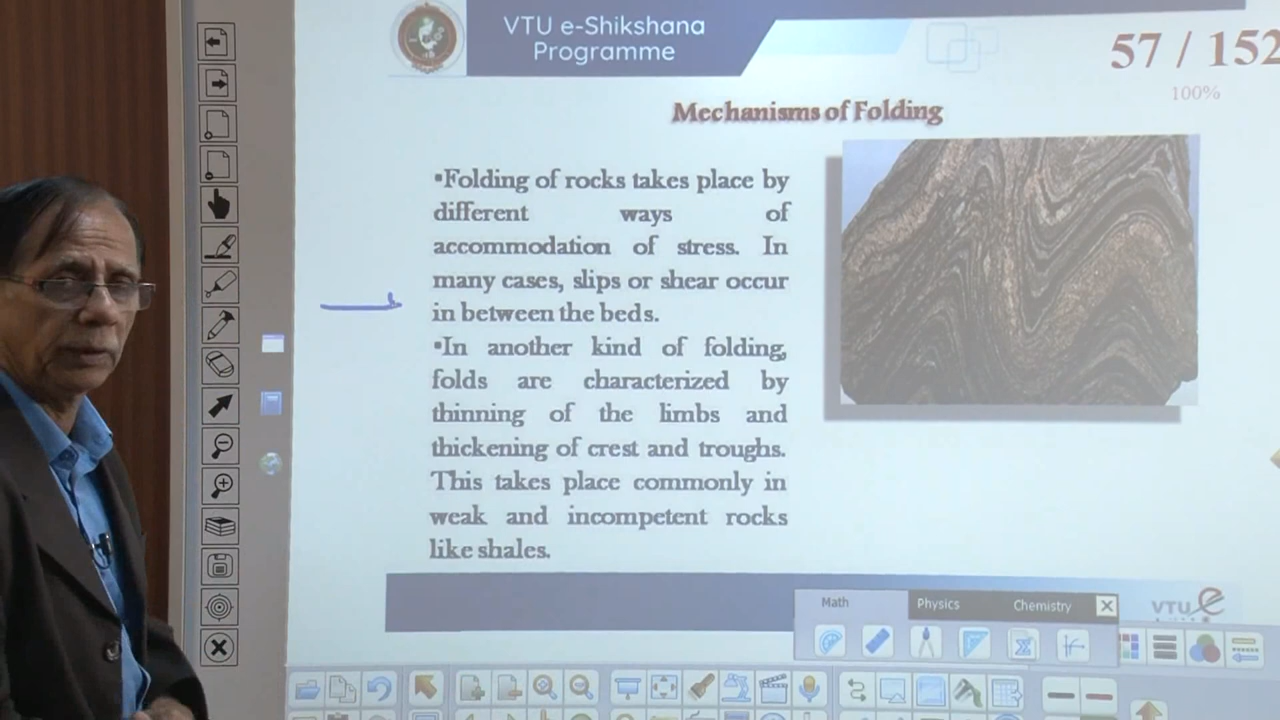 VTU e-Shikshana
Programme
57 / 152
100%
Mechanisms of Folding
▪Folding of rocks takes place by
different ways of
accommodation of stress. In
many cases, slips or shear occur
in between the beds.
▪In another kind of folding,
folds are characterized by
thinning of the limbs and
thickening of crest and troughs.
This takes place commonly in
weak and incompetent rocks
like shales.
Math Physics Chemistry
VTU e